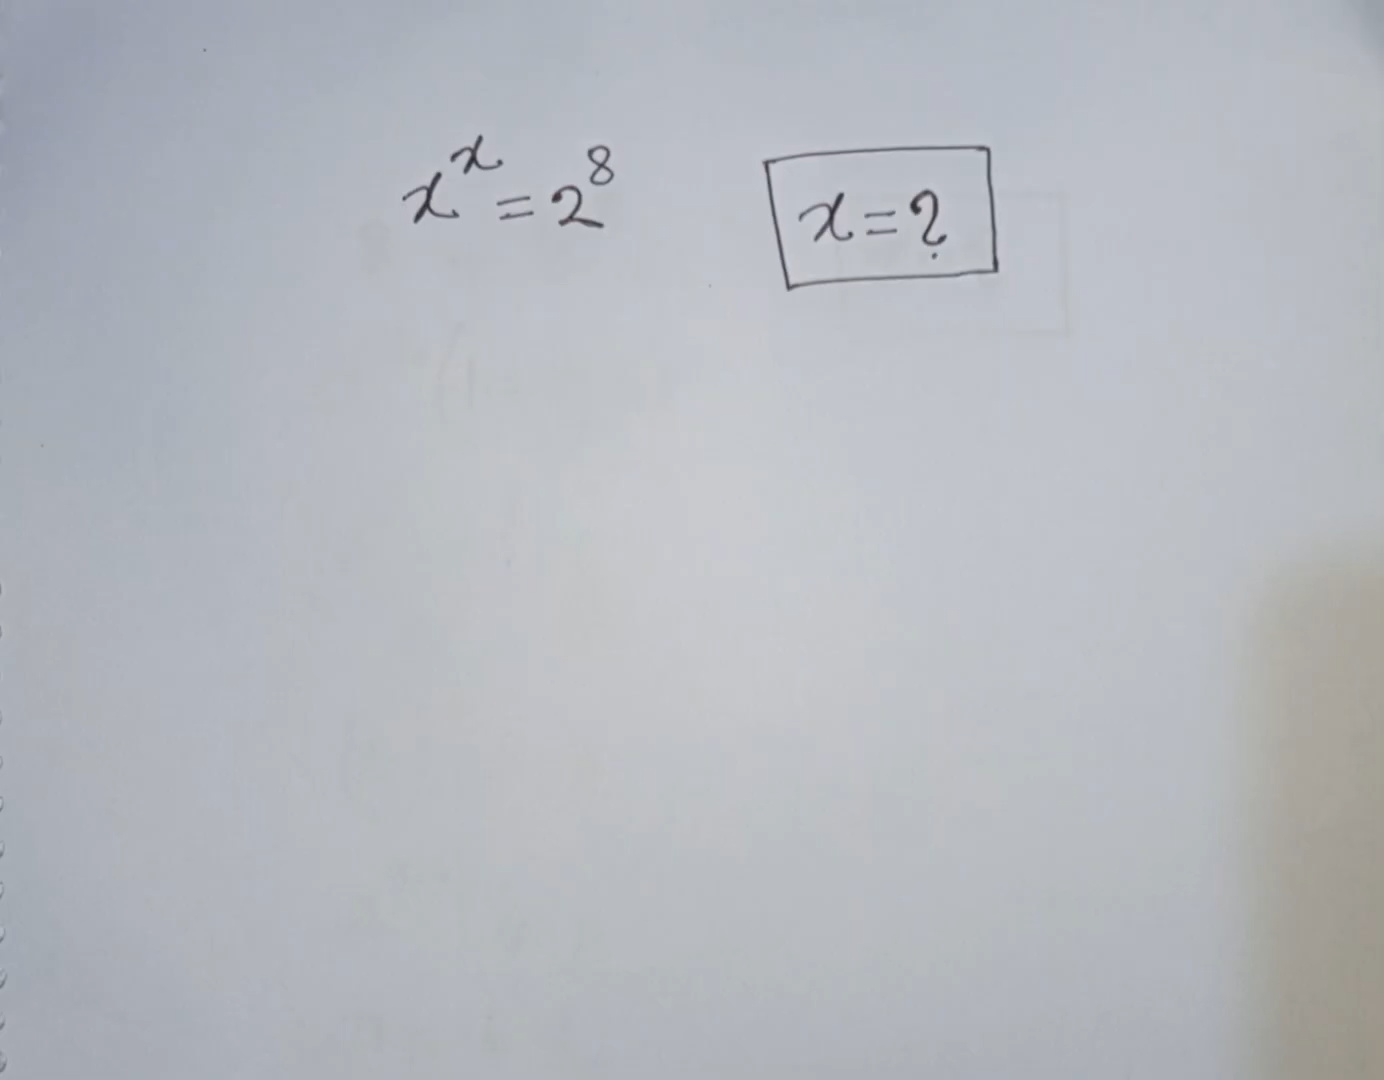 x^x = 2^8
x = ?